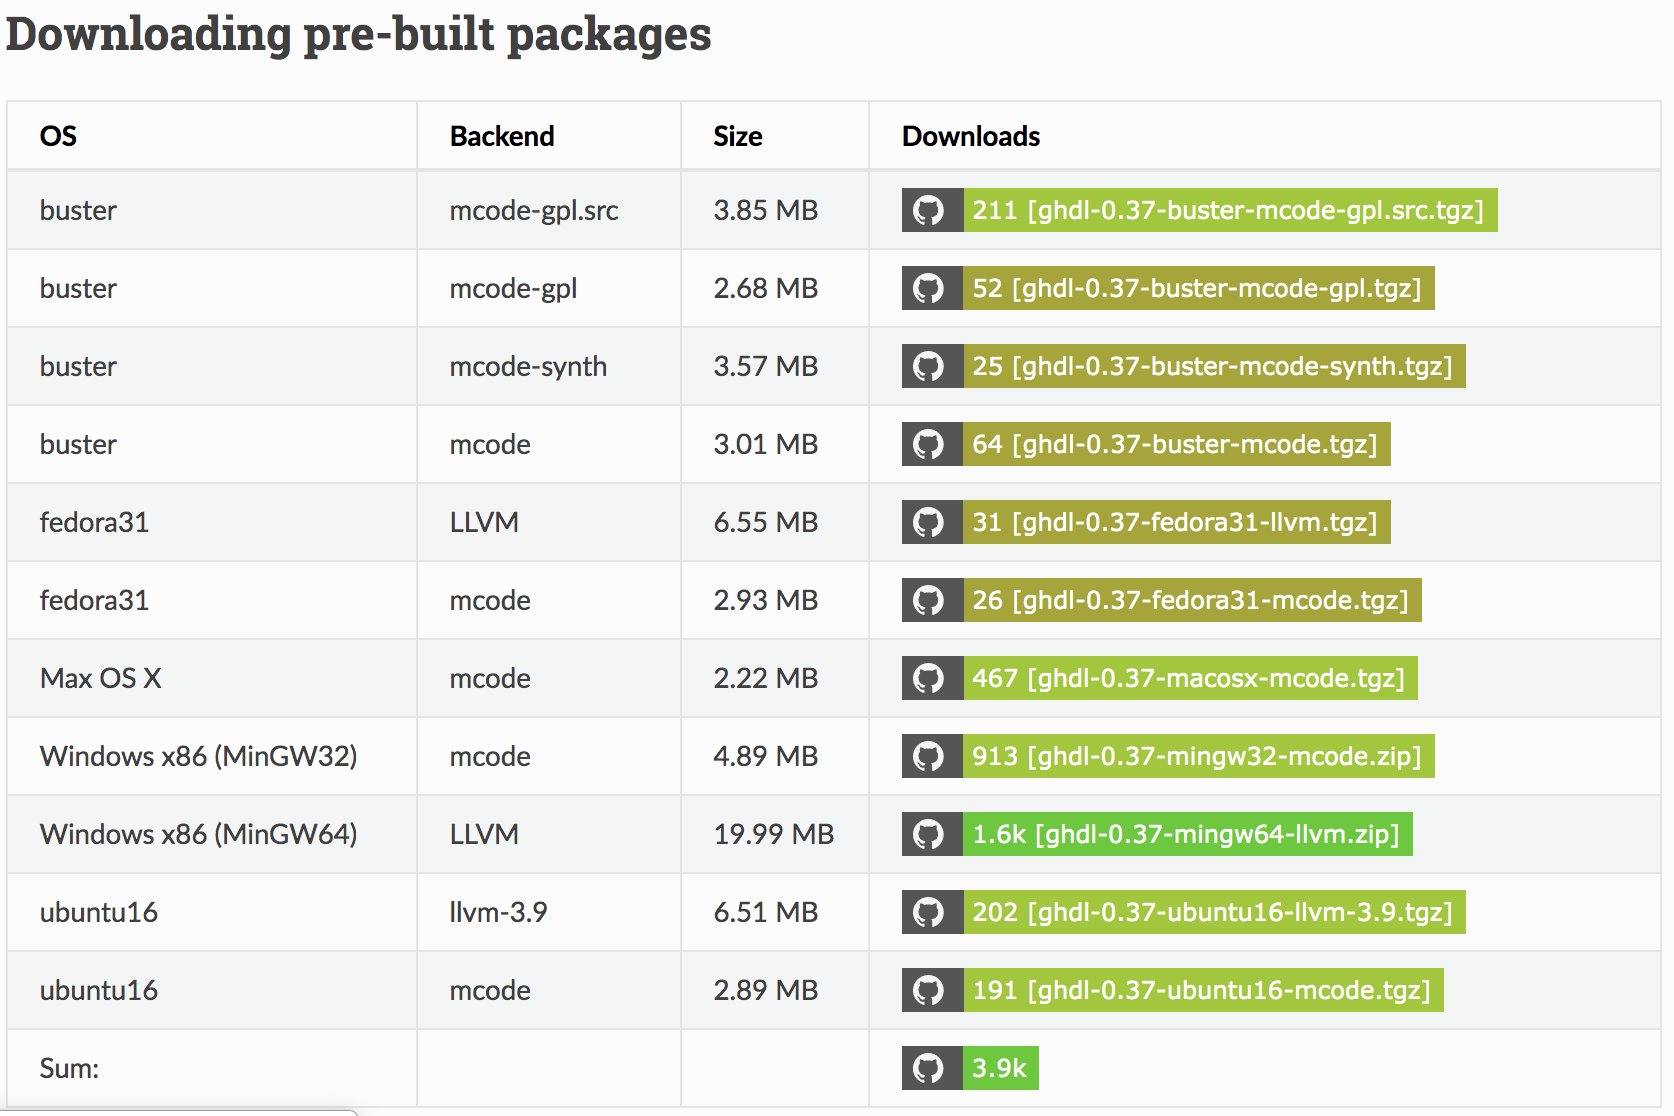 Downloading pre-built packages
OS Backend Size Downloads
buster mcode-gpl.src 3.85 MB 211 [ghdl-0.37-buster-mcode-gpl.src.tgz]
buster mcode-gpl 2.68 MB 52 [ghdl-0.37-buster-mcode-gpl.tgz]
buster mcode-synth 3.57 MB 25 [ghdl-0.37-buster-mcode-synth.tgz]
buster mcode 3.01 MB 64 [ghdl-0.37-buster-mcode.tgz]
fedora31 LLVM 6.55 MB 31 [ghdl-0.37-fedora31-llvm.tgz]
fedora31 mcode 2.93 MB 26 [ghdl-0.37-fedora31-mcode.tgz]
Max OS X mcode 2.22 MB 467 [ghdl-0.37-macosx-mcode.tgz]
Windows x86 (MinGW32) mcode 4.89 MB 913 [ghdl-0.37-mingw32-mcode.zip]
Windows x86 (MinGW64) LLVM 19.99 MB 1.6k [ghdl-0.37-mingw64-llvm.zip]
ubuntu16 llvm-3.9 6.51 MB 202 [ghdl-0.37-ubuntu16-llvm-3.9.tgz]
ubuntu16 mcode 2.89 MB 191 [ghdl-0.37-ubuntu16-mcode.tgz]
Sum: 3.9k